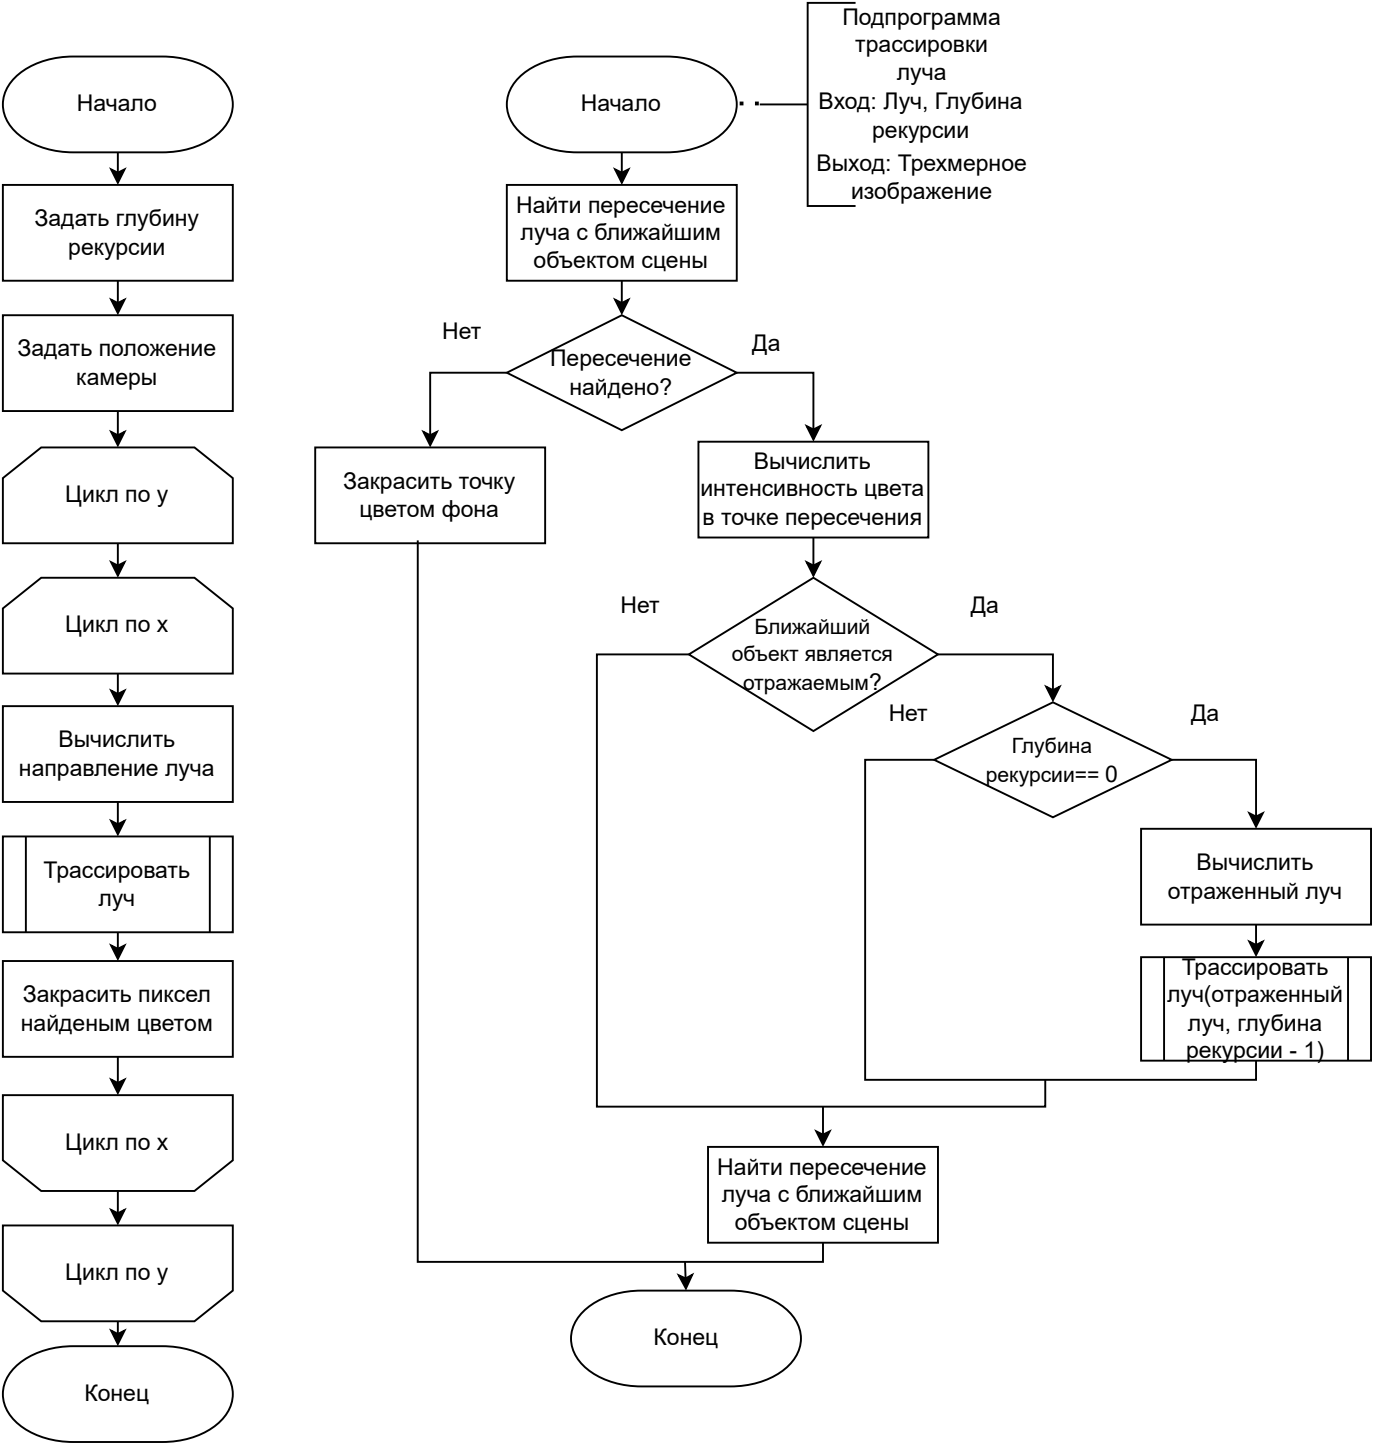 Начало
Задать глубину
рекурсии
Задать положение
камеры
Цикл по y
Цикл по x
Вычислить
направление луча
Трассировать
луч
Закрасить пиксел
найденым цветом
Цикл по x
Цикл по y
Конец
Подпрограмма
трассировки
луча
Вход: Луч, Глубина
рекурсии
Выход: Трехмерное
изображение
Начало
Найти пересечение
луча с ближайшим
объектом сцены
Пересечение
найдено?
Нет
Да
Закрасить точку
цветом фона
Вычислить
интенсивность цвета
в точке пересечения
Ближайший
объект является
отражаемым?
Нет
Да
Глубина
рекурсии== 0
Нет
Да
Вычислить
отраженный луч
Трассировать
луч(отраженный
луч, глубина
рекурсии - 1)
Найти пересечение
луча с ближайшим
объектом сцены
Конец